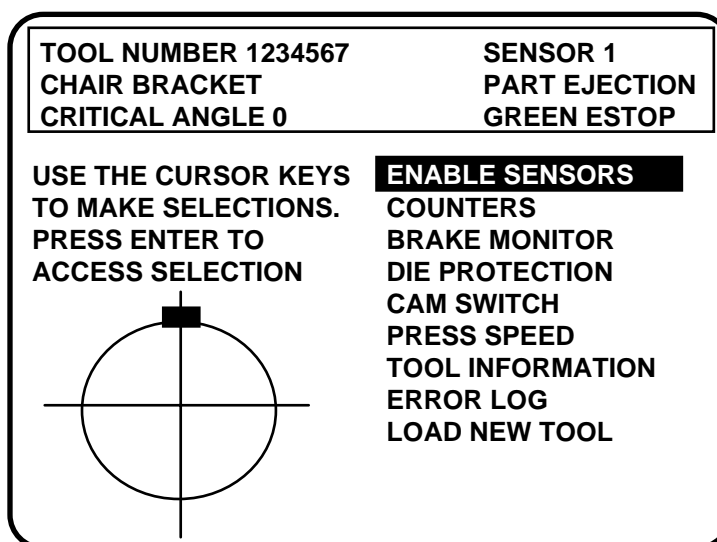 TOOL NUMBER 1234567
CHAIR BRACKET
CRITICAL ANGLE 0
SENSOR 1
PART EJECTION
GREEN ESTOP
USE THE CURSOR KEYS
TO MAKE SELECTIONS.
PRESS ENTER TO
ACCESS SELECTION
ENABLE SENSORS
COUNTERS
BRAKE MONITOR
DIE PROTECTION
CAM SWITCH
PRESS SPEED
TOOL INFORMATION
ERROR LOG
LOAD NEW TOOL